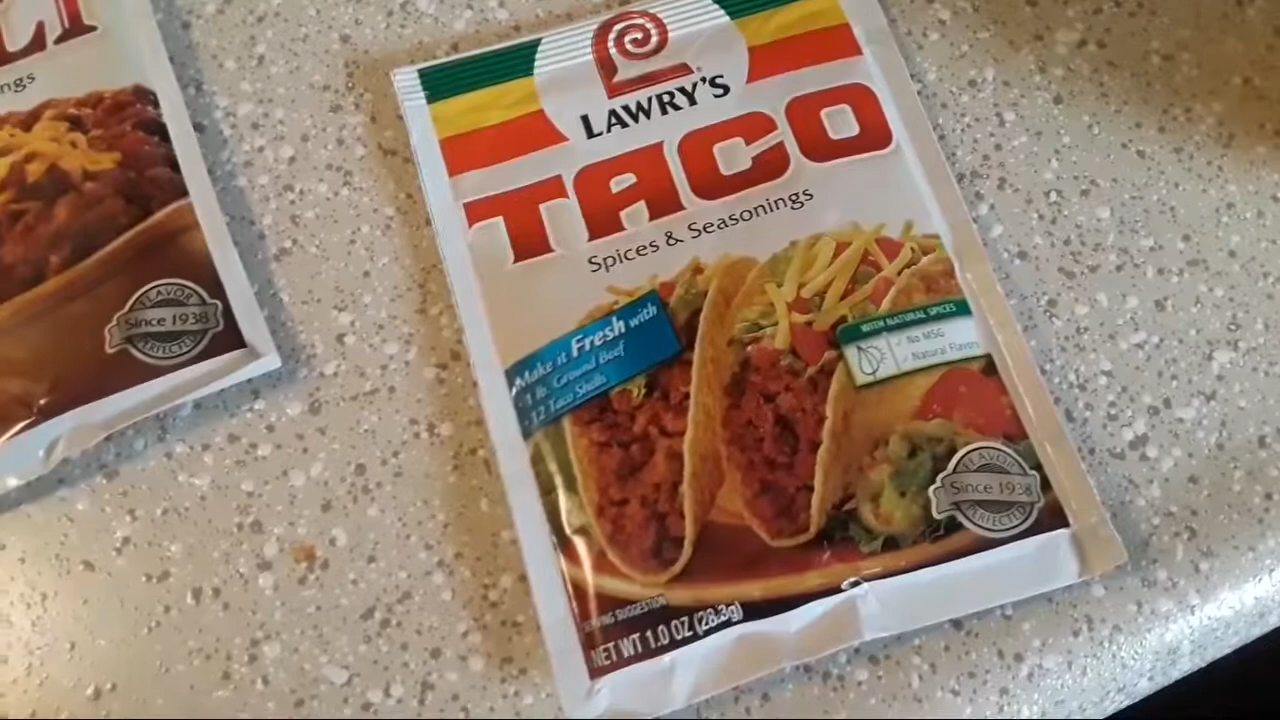 LI
ngs
FLAVOR
Since 1938
PERFECTED
LAWRY'S
TACO
Spices & Seasonings
Make it Fresh with
1 lb. Ground Beef
12 Taco Shells
WITH NATURAL SPICES
✓ No MSG
✓ Natural Flavors
FLAVOR
Since 1938
PERFECTED
SERVING SUGGESTION
NET WT 1.0 OZ (28.3g)